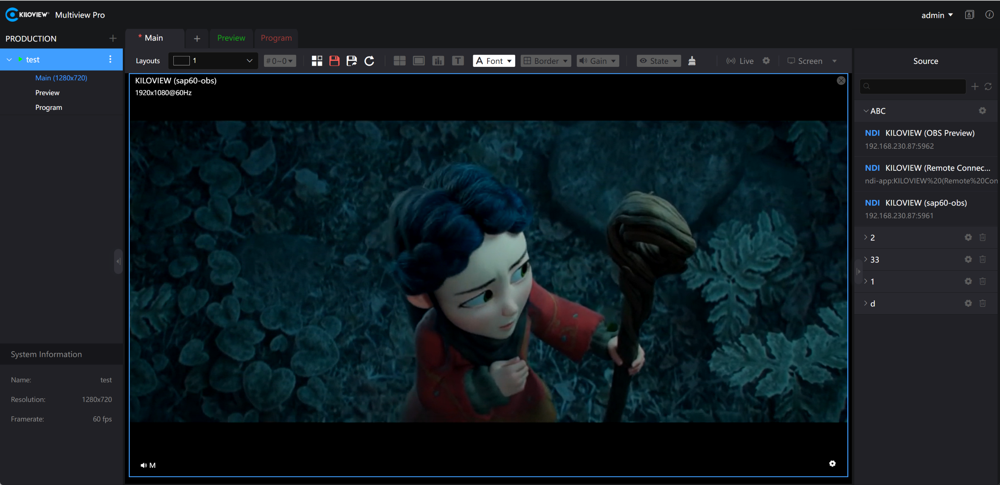 KILOVIEW® Multiview Pro
admin
PRODUCTION
* Main
Preview
Program
test
Layouts
1
#0~0
T
A Font
Border
Gain
State
Live
Screen
Source
Main (1280x720)
Preview
Program
KILOVIEW (sap60-obs)
1920x1080@60Hz
M
ABC
NDI KILOVIEW (OBS Preview)
192.168.230.87:5962
NDI KILOVIEW (Remote Connec...
ndi-app:KILOVIEW%20(Remote%20Con
NDI KILOVIEW (sap60-obs)
192.168.230.87:5961
2
33
1
d
System Information
Name: test
Resolution: 1280x720
Framerate: 60 fps